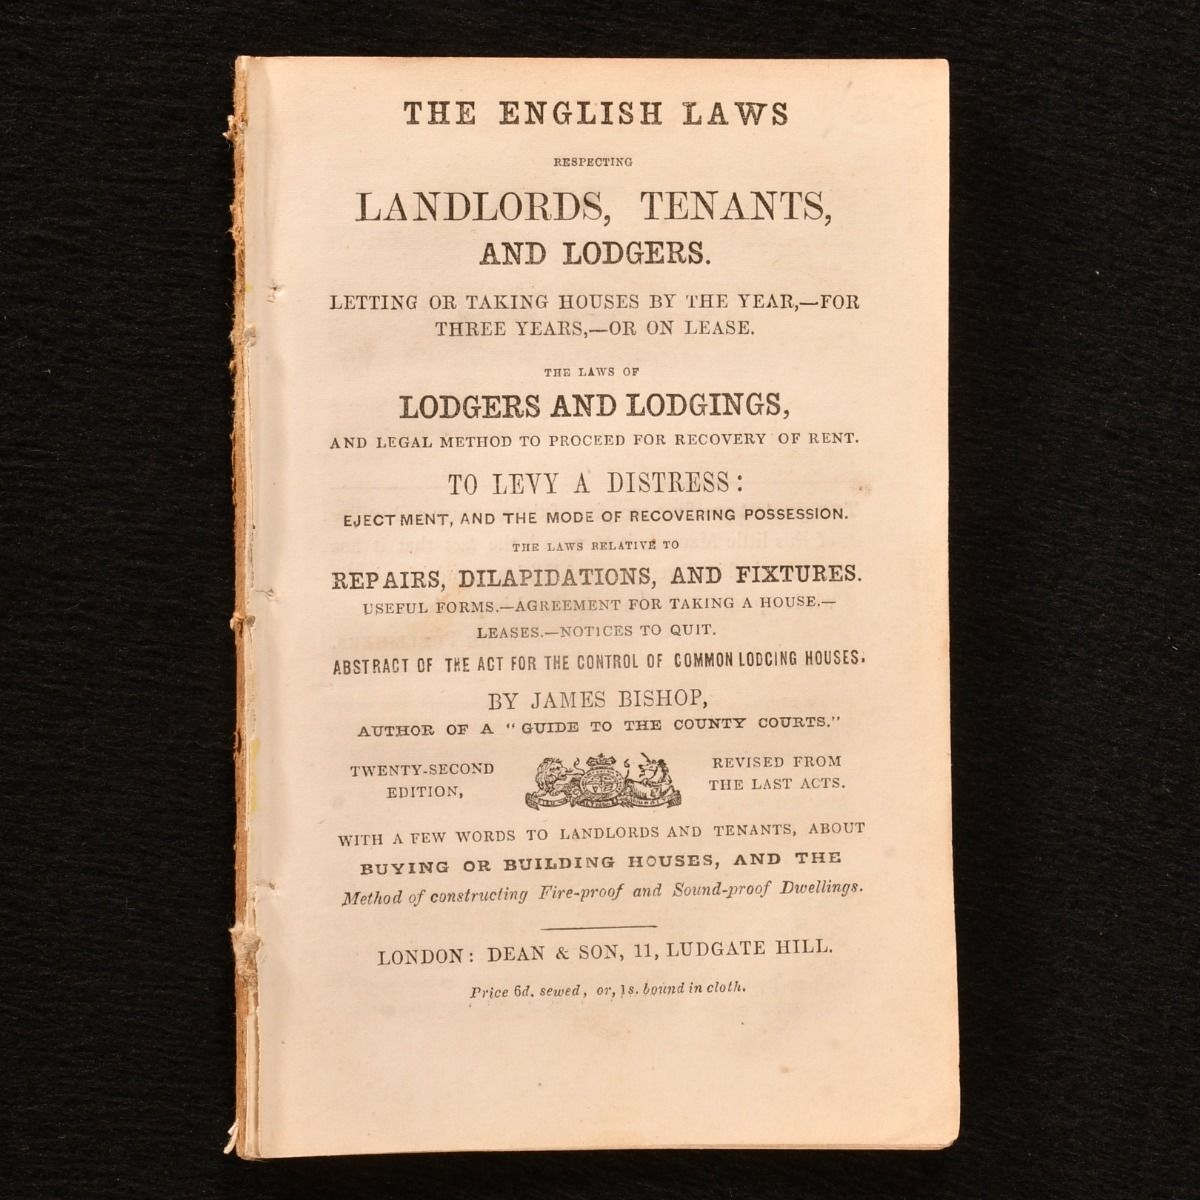 THE ENGLISH LAWS
RESPECTING
LANDLORDS, TENANTS,
AND LODGERS.
LETTING OR TAKING HOUSES BY THE YEAR,—FOR
THREE YEARS,—OR ON LEASE.
THE LAWS OF
LODGERS AND LODGINGS,
AND LEGAL METHOD TO PROCEED FOR RECOVERY OF RENT.
TO LEVY A DISTRESS:
EJECTMENT, AND THE MODE OF RECOVERING POSSESSION.
THE LAWS RELATIVE TO
REPAIRS, DILAPIDATIONS, AND FIXTURES.
USEFUL FORMS.—AGREEMENT FOR TAKING A HOUSE.—
LEASES.—NOTICES TO QUIT.
ABSTRACT OF THE ACT FOR THE CONTROL OF COMMON LODGING HOUSES.
BY JAMES BISHOP,
AUTHOR OF A "GUIDE TO THE COUNTY COURTS."
TWENTY-SECOND
EDITION,
REVISED FROM
THE LAST ACTS.
WITH A FEW WORDS TO LANDLORDS AND TENANTS, ABOUT
BUYING OR BUILDING HOUSES, AND THE
Method of constructing Fire-proof and Sound-proof Dwellings.
LONDON: DEAN & SON, 11, LUDGATE HILL.
Price 6d. sewed, or, 1s. bound in cloth.